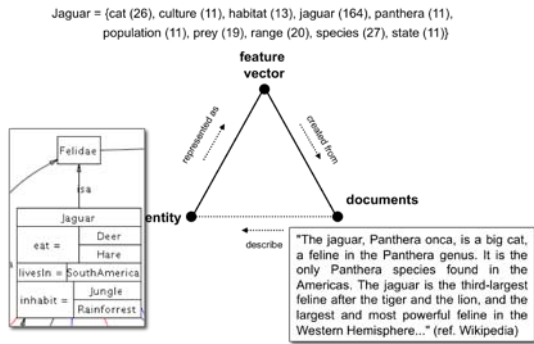 Jaguar = {cat (26), culture (11), habitat (13), jaguar (164), panthera (11),
population (11), prey (19), range (20), species (27), state (11)}
feature
vector
represented as
created from
Felidae
isa
Jaguar
eat =
Deer
Hare
livesIn =
SouthAmerica
inhabit =
Jungle
Rainforrest
entity
documents
describe
"The jaguar, Panthera onca, is a big cat,
a feline in the Panthera genus. It is the
only Panthera species found in the
Americas. The jaguar is the third-largest
feline after the tiger and the lion, and the
largest and most powerful feline in the
Western Hemisphere..." (ref. Wikipedia)